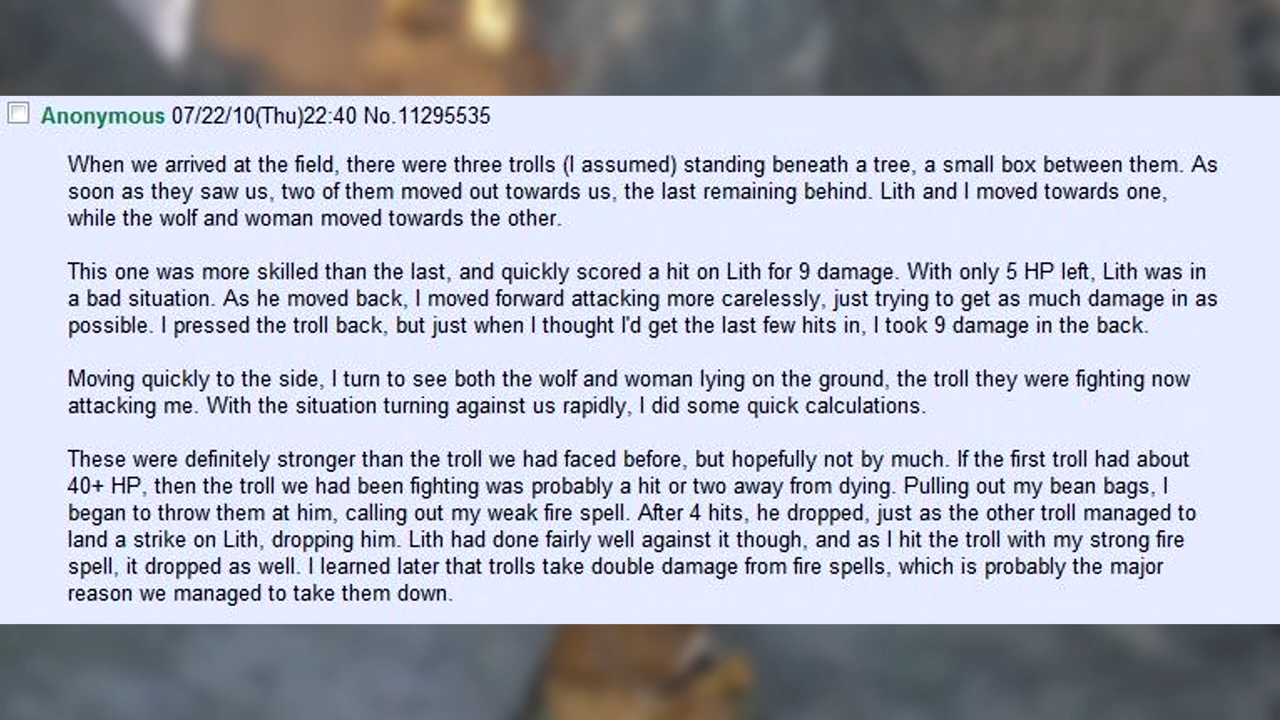 Anonymous 07/22/10(Thu)22:40 No.11295535
When we arrived at the field, there were three trolls (I assumed) standing beneath a tree, a small box between them. As
soon as they saw us, two of them moved out towards us, the last remaining behind. Lith and I moved towards one,
while the wolf and woman moved towards the other.
This one was more skilled than the last, and quickly scored a hit on Lith for 9 damage. With only 5 HP left, Lith was in
a bad situation. As he moved back, I moved forward attacking more carelessly, just trying to get as much damage in as
possible. I pressed the troll back, but just when I thought I'd get the last few hits in, I took 9 damage in the back.
Moving quickly to the side, I turn to see both the wolf and woman lying on the ground, the troll they were fighting now
attacking me. With the situation turning against us rapidly, I did some quick calculations.
These were definitely stronger than the troll we had faced before, but hopefully not by much. If the first troll had about
40+ HP, then the troll we had been fighting was probably a hit or two away from dying. Pulling out my bean bags, I
began to throw them at him, calling out my weak fire spell. After 4 hits, he dropped, just as the other troll managed to
land a strike on Lith, dropping him. Lith had done fairly well against it though, and as I hit the troll with my strong fire
spell, it dropped as well. I learned later that trolls take double damage from fire spells, which is probably the major
reason we managed to take them down.